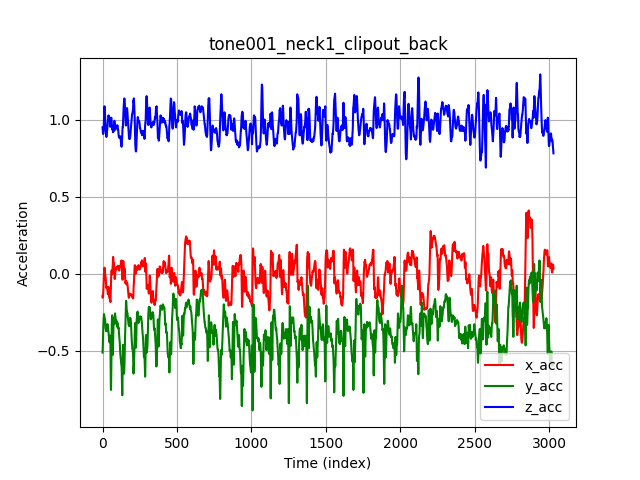 tone001_neck1_clipout_back
1.0
0.5
0.0
−0.5
Acceleration
0
500
1000
1500
2000
2500
3000
Time (index)
x_acc
y_acc
z_acc